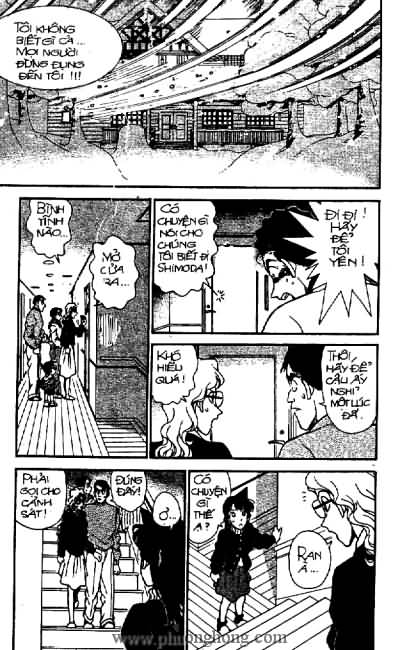 TÔI KHÔNG
BIẾT GÌ CẢ...
MỌI NGƯỜI
ĐỪNG ĐỤNG
ĐẾN TÔI !!!
BÌNH
TĨNH
NÀO...
MỞ
CỬA
RA...
CÓ
CHUYỆN GÌ
NÓI CHO
CHÚNG
TÔI BIẾT ĐI
SHIMODA!
ĐI ĐI !
HÃY
ĐỂ
TÔI
YÊN !
KHÓ
HIỂU
QUÁ!
THÔI,
HÃY ĐỂ
CẬU ẤY
NGHỈ
MỘT LÚC
ĐÃ.
PHẢI
GỌI CHO
CẢNH
SÁT!
ĐÚNG
ĐẤY!
Ơ...
CÓ
CHUYỆN
GÌ
THẾ
Ạ?
RAN
À...
www.phuonghong.com